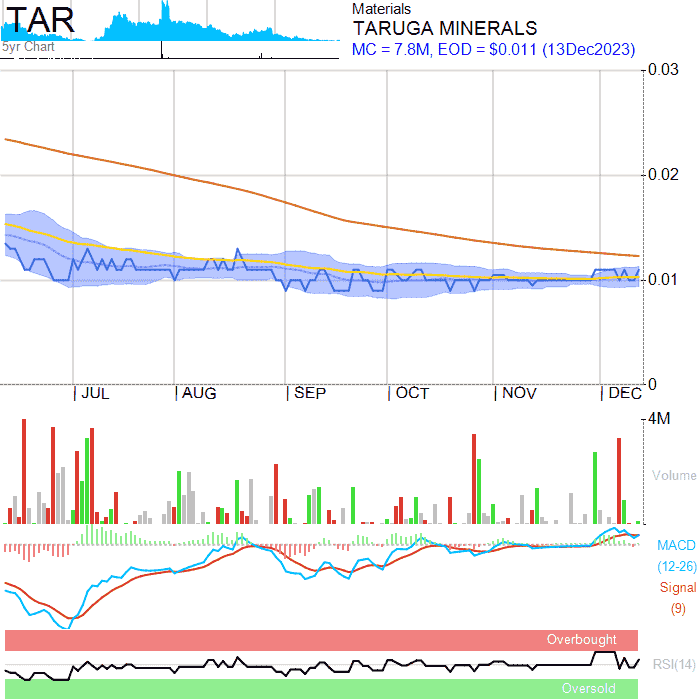 TAR
5yr Chart
Materials
TARUGA MINERALS
MC = 7.8M, EOD = $0.011 (13Dec2023)
0.03
0.02
0.01
0
JUL AUG SEP OCT NOV DEC
4M
Volume
MACD
(12-26)
Signal
(9)
Overbought
RSI(14)
Oversold